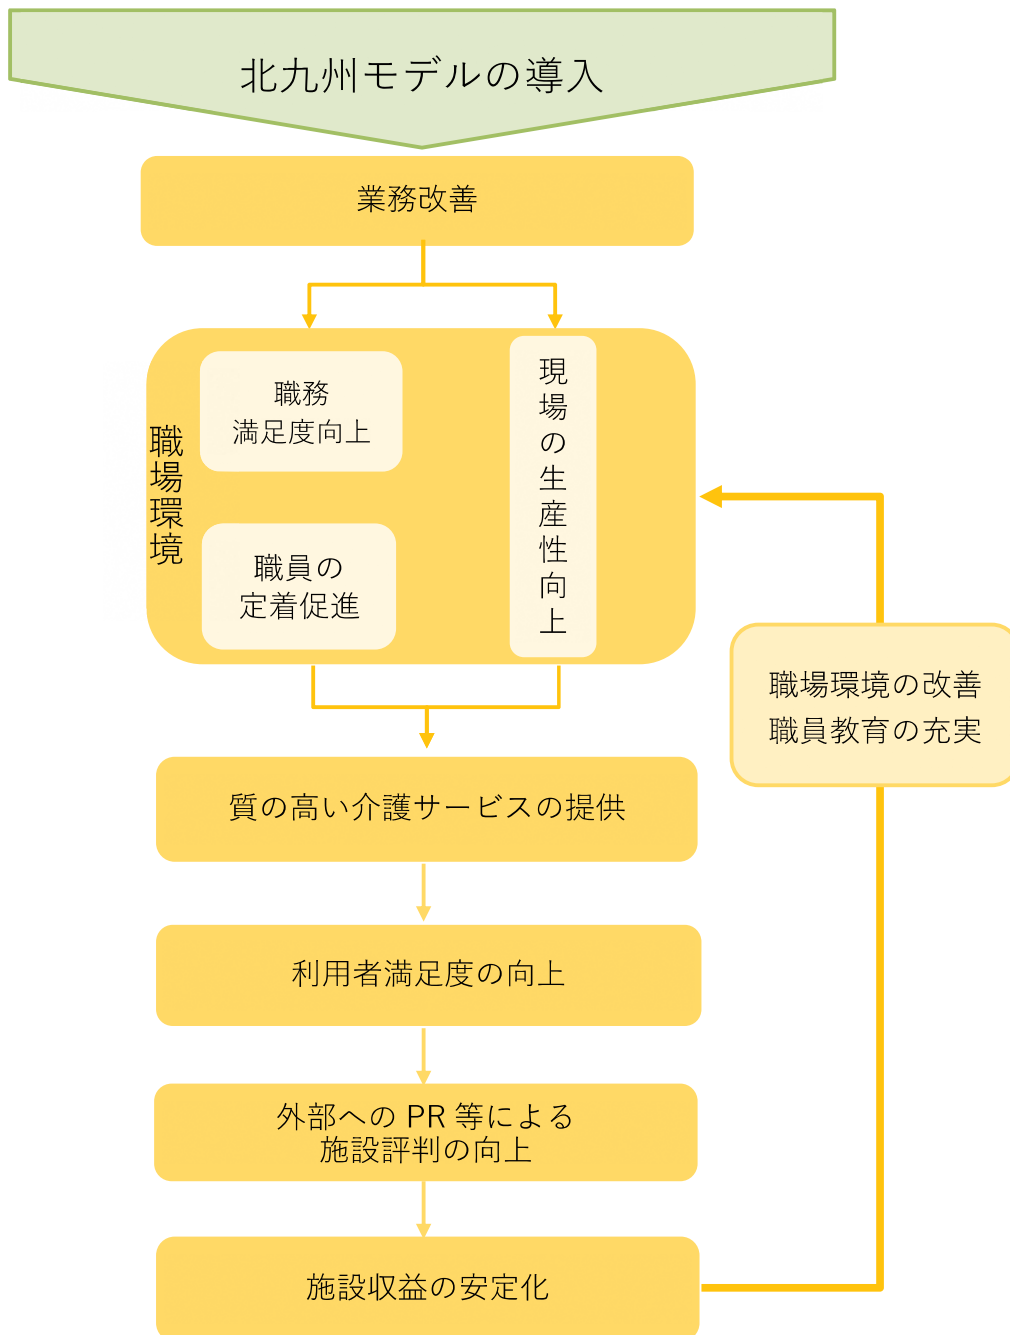 北九州モデルの導入
業務改善
職場環境
職務
満足度向上
職員の
定着促進
現場の生産性向上
職場環境の改善
職員教育の充実
質の高い介護サービスの提供
利用者満足度の向上
外部への PR 等による
施設評判の向上
施設収益の安定化